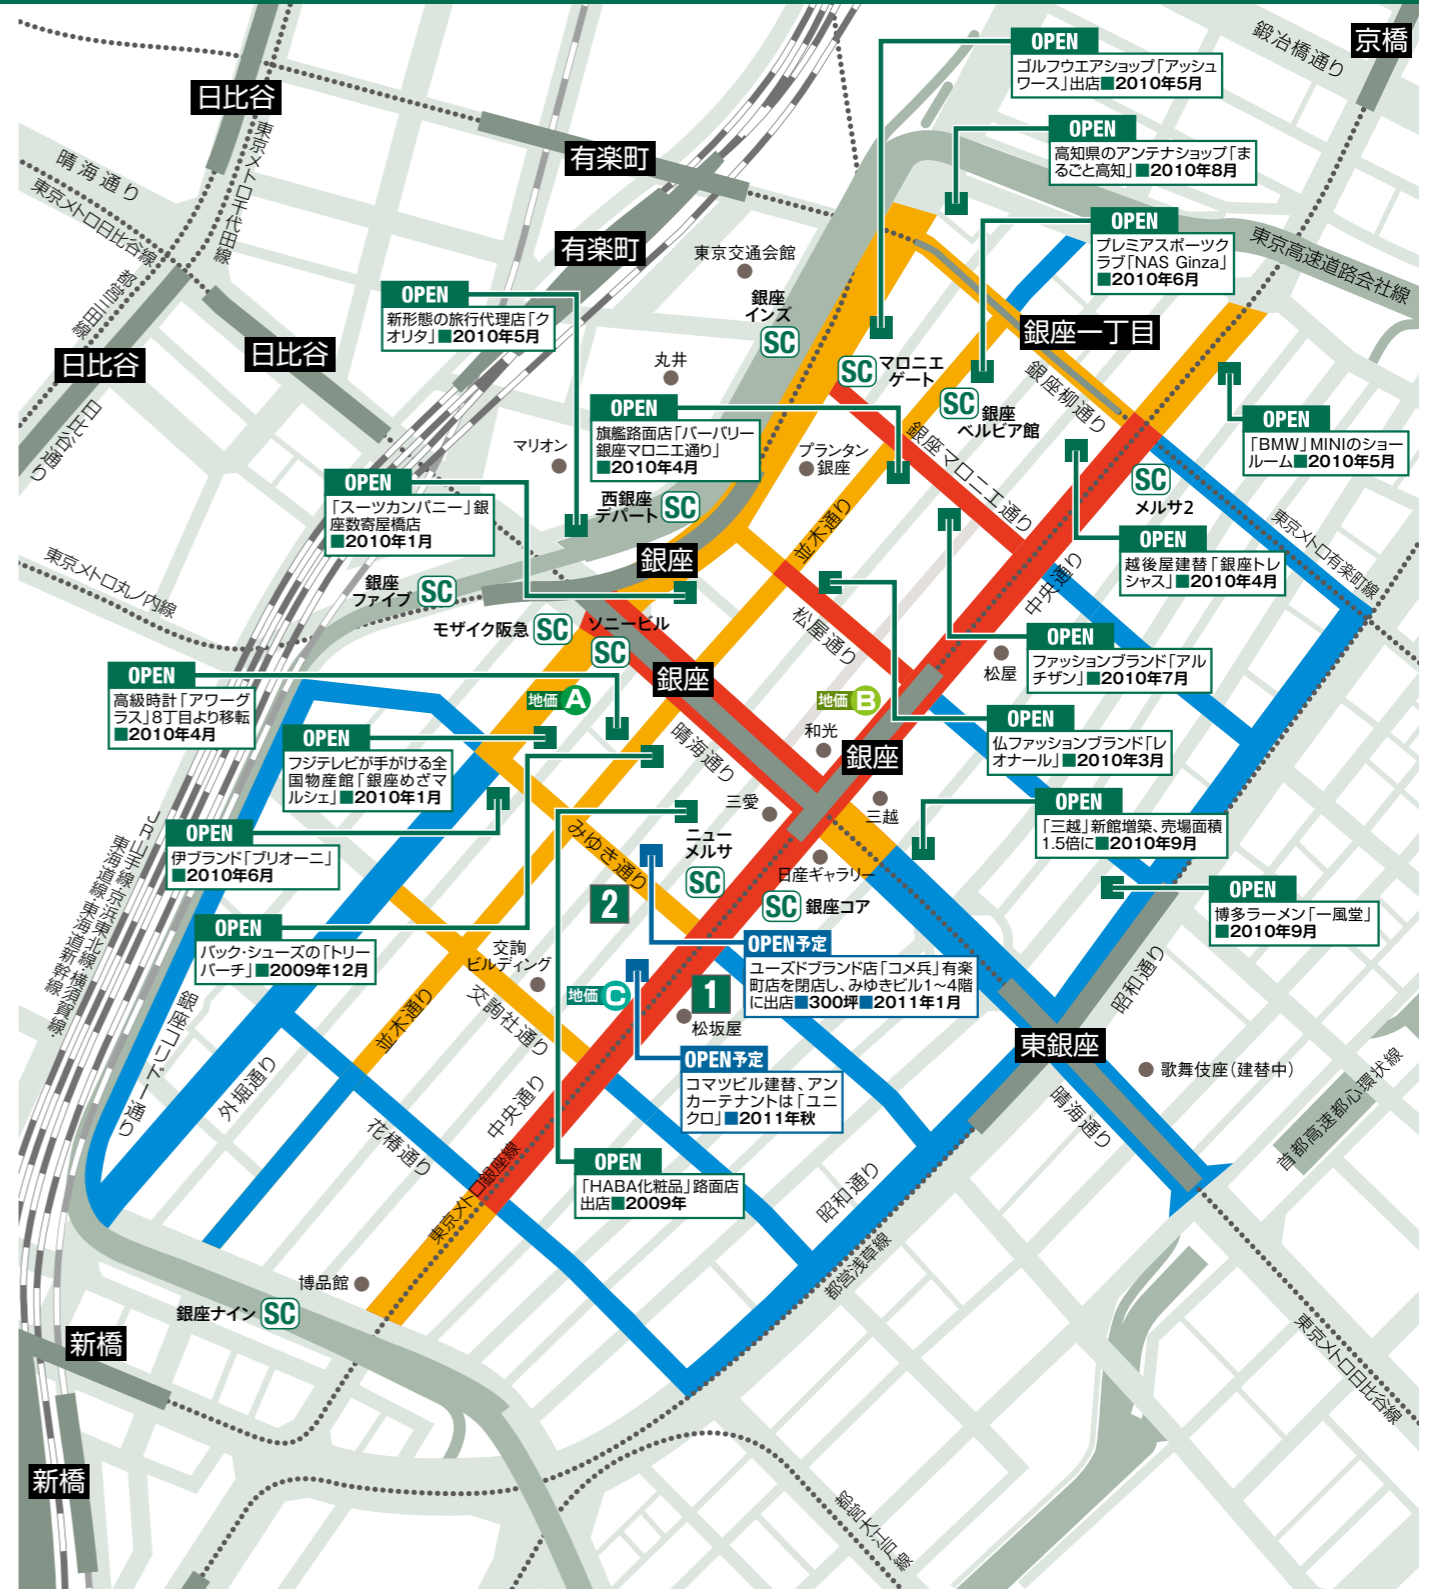 京橋
鍛冶橋通り
日比谷
OPEN
ゴルフウエアショップ「アッシュ
ワース」出店■2010年5月
有楽町
晴海通り
東京メトロ千代田線
東京メトロ日比谷線
都営三田線
OPEN
高知県のアンテナショップ「ま
るごと高知」■2010年8月
有楽町
東京交通会館
OPEN
プレミアスポーツク
ラブ「NAS Ginza」
■2010年6月
東京高速道路会社線
OPEN
新形態の旅行代理店「ク
オリタ」■2010年5月
銀座
インズ
SC
日比谷
日比谷
日比谷通り
丸井
銀座一丁目
SC
マロニエ
ゲート
SC
銀座
ベルビア館
銀座柳通り
OPEN
旗艦路面店「バーバリー
銀座マロニエ通り」
■2010年4月
マリオン
プランタン
銀座
銀座マロニエ通り
OPEN
「BMW」MINIのショー
ルーム■2010年5月
OPEN
「スーツカンパニー」銀
座数寄屋橋店
■2010年1月
西銀座
デパート
SC
SC
メルサ2
並木通り
中央通り
東京メトロ有楽町線
OPEN
越後屋建替「銀座トレ
シャス」■2010年4月
東京メトロ丸ノ内線
銀座
銀座
ファイブ
SC
モザイク阪急
SC
ソニービル
SC
松屋通り
松屋
OPEN
ファッションブランド「アル
チザン」■2010年7月
銀座
地価A
地価B
OPEN
高級時計「アワーグ
ラス」8丁目より移転
■2010年4月
OPEN
仏ファッションブランド「レ
オナール」■2010年3月
和光
銀座
晴海通り
OPEN
フジテレビが手がける全
国物産館「銀座めざマ
ルシェ」■2010年1月
三愛
三越
OPEN
「三越」新館増築、売場面積
1.5倍に■2010年9月
OPEN
伊ブランド「ブリオーニ」
■2010年6月
みゆき通り
ニュー
メルサ
SC
日産ギャラリー
SC
銀座コア
2
OPEN
博多ラーメン「一風堂」
■2010年9月
OPEN
バック・シューズの「トリー
バーチ」■2009年12月
交詢
ビルディング
OPEN予定
ユーズドブランド店「コメ兵」有楽
町店を閉店し、みゆきビル1～4階
に出店■300坪■2011年1月
地価C
1
松坂屋
昭和通り
JR山手線・京浜東北線・横須賀線・
東海道線・東海道新幹線
銀座コリドー通り
外堀通り
並木通り
交詢社通り
花椿通り
中央通り
東京メトロ銀座線
OPEN予定
コマツビル建替、アン
カーテナントは「ユニ
クロ」■2011年秋
東銀座
歌舞伎座(建替中)
晴海通り
首都高速都心環状線
OPEN
「HABA化粧品」路面店
出店■2009年
昭和通り
都営浅草線
博品館
銀座ナイン
SC
新橋
東京メトロ日比谷線
新橋
都営大江戸線